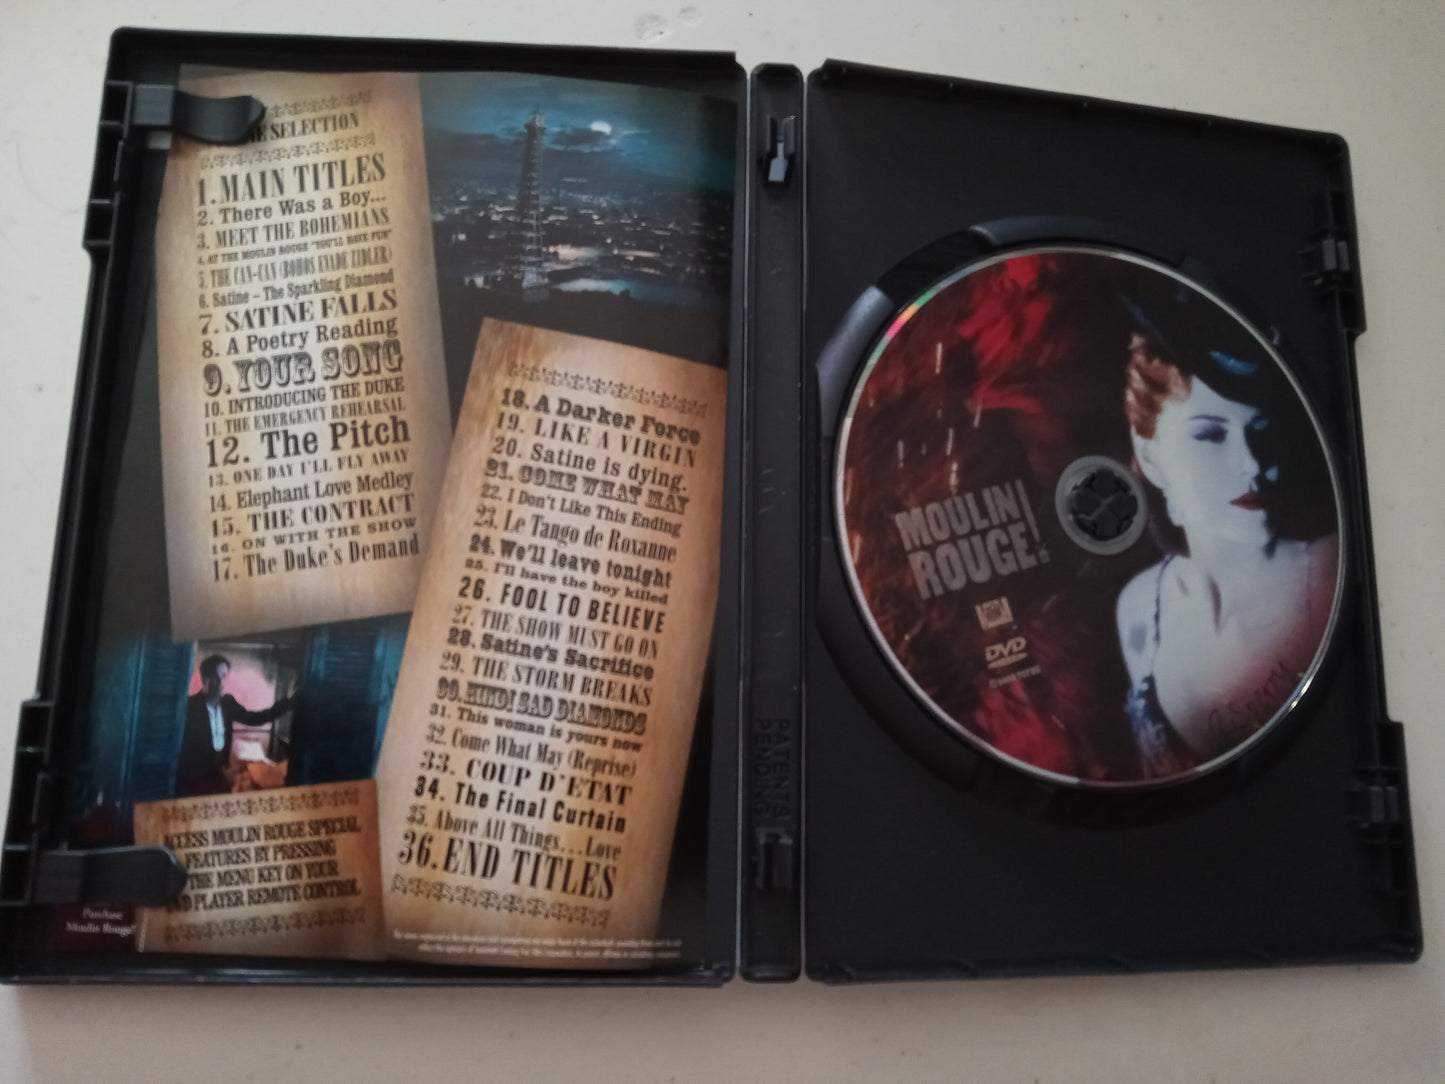 SELECTION
1. MAIN TITLES
2. There Was a Boy...
3. MEET THE BOHEMIANS
4. AT THE MOULIN ROUGE "YOU'LL HAVE FUN"
5. THE CAN-CAN (BOHOS EVADE ZIDLER)
6. Satine – The Sparkling Diamond
7. SATINE FALLS
8. A Poetry Reading
9. YOUR SONG
10. INTRODUCING THE DUKE
11. THE EMERGENCY REHEARSAL
12. The Pitch
13. ONE DAY I'LL FLY AWAY
14. Elephant Love Medley
15. THE CONTRACT
16. ON WITH THE SHOW
17. The Duke's Demand
18. A Darker Force
19. LIKE A VIRGIN
20. Satine is dying.
21. COME WHAT MAY
22. I Don't Like This Ending
23. Le Tango de Roxanne
24. We'll leave tonight
25. I'll have the boy killed
26. FOOL TO BELIEVE
27. THE SHOW MUST GO ON
28. Satine's Sacrifice
29. THE STORM BREAKS
30. HINDI SAD DIAMONDS
31. This woman is yours now
32. Come What May (Reprise)
33. COUP D'ETAT
34. The Final Curtain
35. Above All Things...Love
36. END TITLES
ACCESS MOULIN ROUGE SPECIAL
FEATURES BY PRESSING
THE MENU KEY ON YOUR
PLAYER REMOTE CONTROL
Purchase
Moulin Rouge!
PATENTS
PENDING
MOULIN
ROUGE!
FOX
DVD
VIDEO